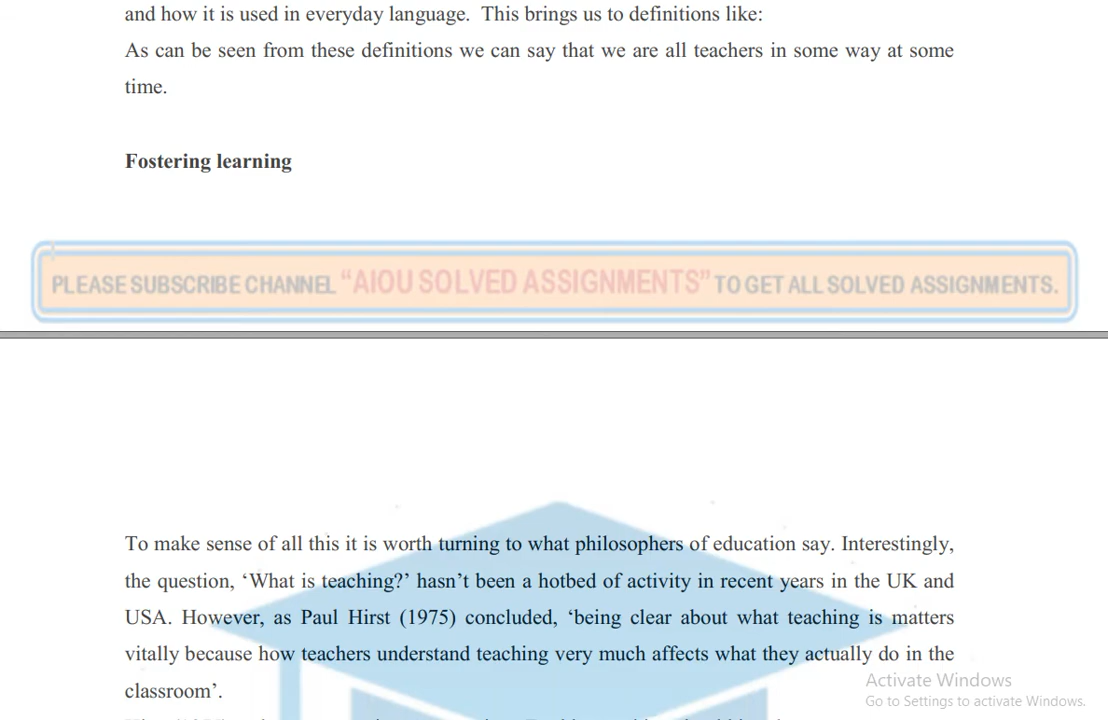 and how it is used in everyday language.  This brings us to definitions like:
As can be seen from these definitions we can say that we are all teachers in some way at some
time.
Fostering learning
PLEASE SUBSCRIBE CHANNEL “AIOU SOLVED ASSIGNMENTS” TO GET ALL SOLVED ASSIGNMENTS.
To make sense of all this it is worth turning to what philosophers of education say. Interestingly,
the question, ‘What is teaching?’ hasn’t been a hotbed of activity in recent years in the UK and
USA. However, as Paul Hirst (1975) concluded, ‘being clear about what teaching is matters
vitally because how teachers understand teaching very much affects what they actually do in the
classroom’.
Activate Windows
Go to Settings to activate Windows.